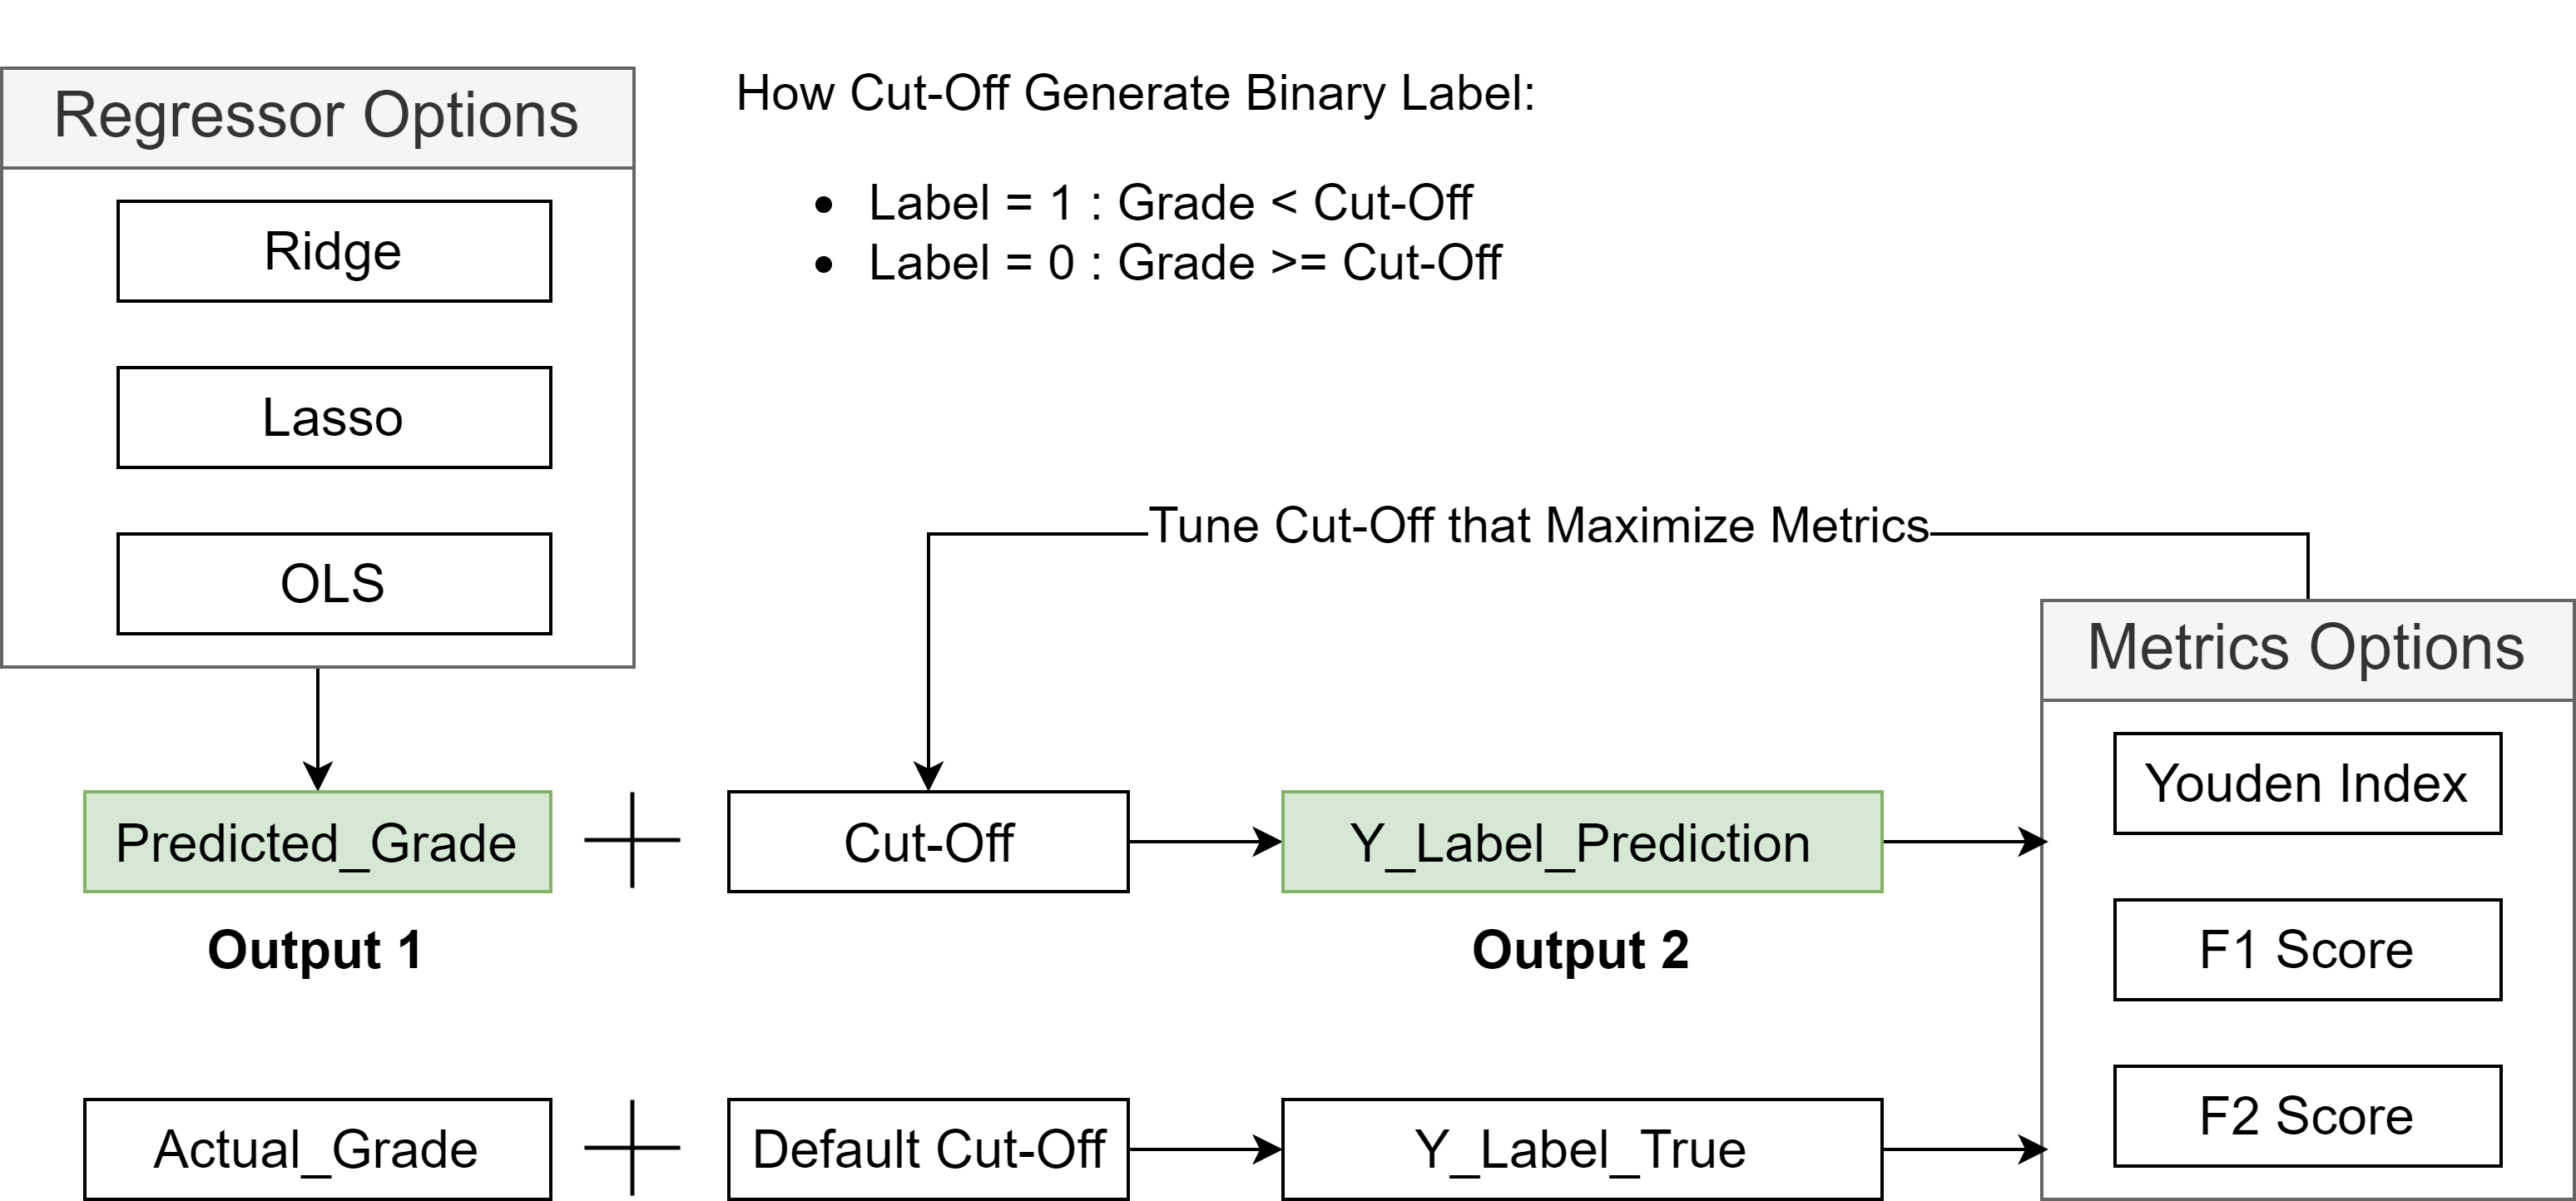 Regressor Options
Ridge
Lasso
OLS
How Cut-Off Generate Binary Label:
• Label = 1 : Grade < Cut-Off
• Label = 0 : Grade >= Cut-Off
Tune Cut-Off that Maximize Metrics
Predicted_Grade
Output 1
Cut-Off
Y_Label_Prediction
Output 2
Actual_Grade
Default Cut-Off
Y_Label_True
Metrics Options
Youden Index
F1 Score
F2 Score